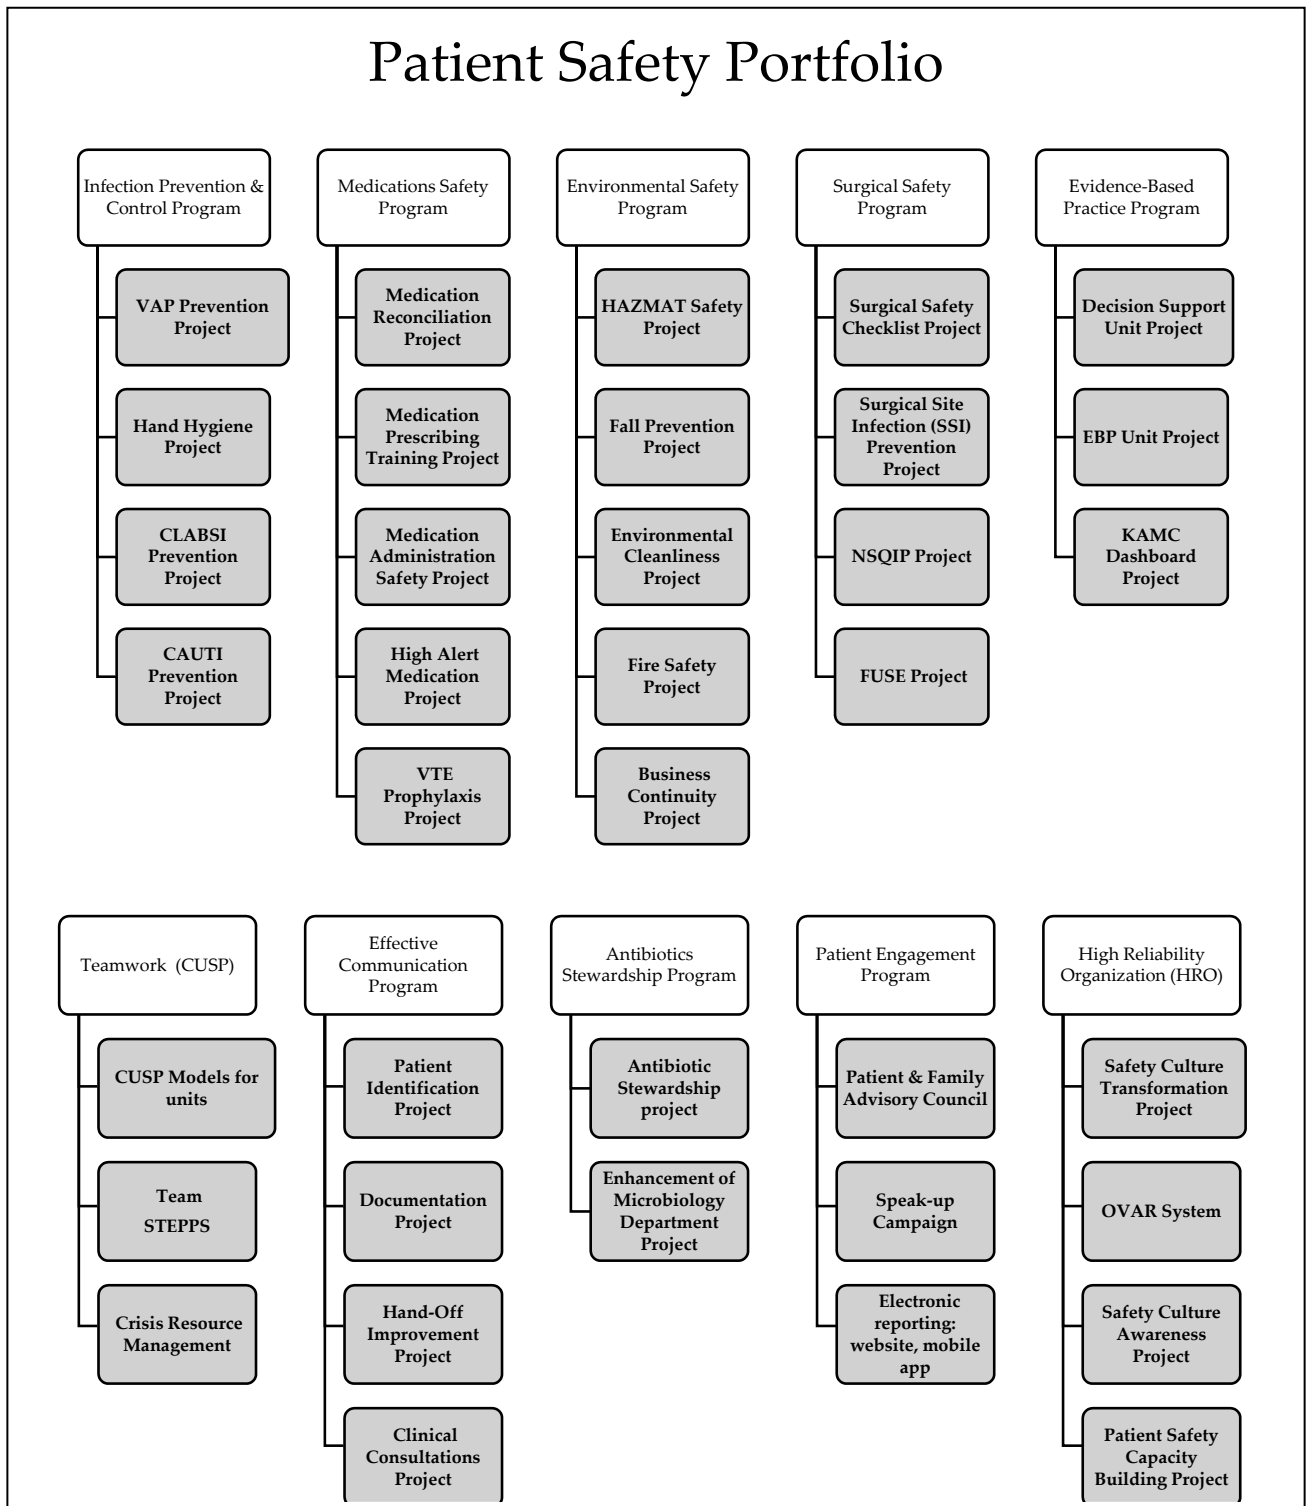 Patient Safety Portfolio
Infection Prevention &
Control Program
VAP Prevention
Project
Hand Hygiene
Project
CLABSI
Prevention
Project
CAUTI
Prevention
Project
Medications Safety
Program
Medication
Reconciliation
Project
Medication
Prescribing
Training Project
Medication
Administration
Safety Project
High Alert
Medication
Project
VTE
Prophylaxis
Project
Environmental Safety
Program
HAZMAT Safety
Project
Fall Prevention
Project
Environmental
Cleanliness
Project
Fire Safety
Project
Business
Continuity
Project
Surgical Safety
Program
Surgical Safety
Checklist Project
Surgical Site
Infection (SSI)
Prevention
Project
NSQIP Project
FUSE Project
Evidence-Based
Practice Program
Decision Support
Unit Project
EBP Unit Project
KAMC
Dashboard
Project
Teamwork (CUSP)
CUSP Models for
units
Team
STEPPS
Crisis Resource
Management
Effective
Communication
Program
Patient
Identification
Project
Documentation
Project
Hand-Off
Improvement
Project
Clinical
Consultations
Project
Antibiotics
Stewardship Program
Antibiotic
Stewardship
project
Enhancement of
Microbiology
Department
Project
Patient Engagement
Program
Patient & Family
Advisory Council
Speak-up
Campaign
Electronic
reporting:
website, mobile
app
High Reliability
Organization (HRO)
Safety Culture
Transformation
Project
OVAR System
Safety Culture
Awareness
Project
Patient Safety
Capacity
Building Project